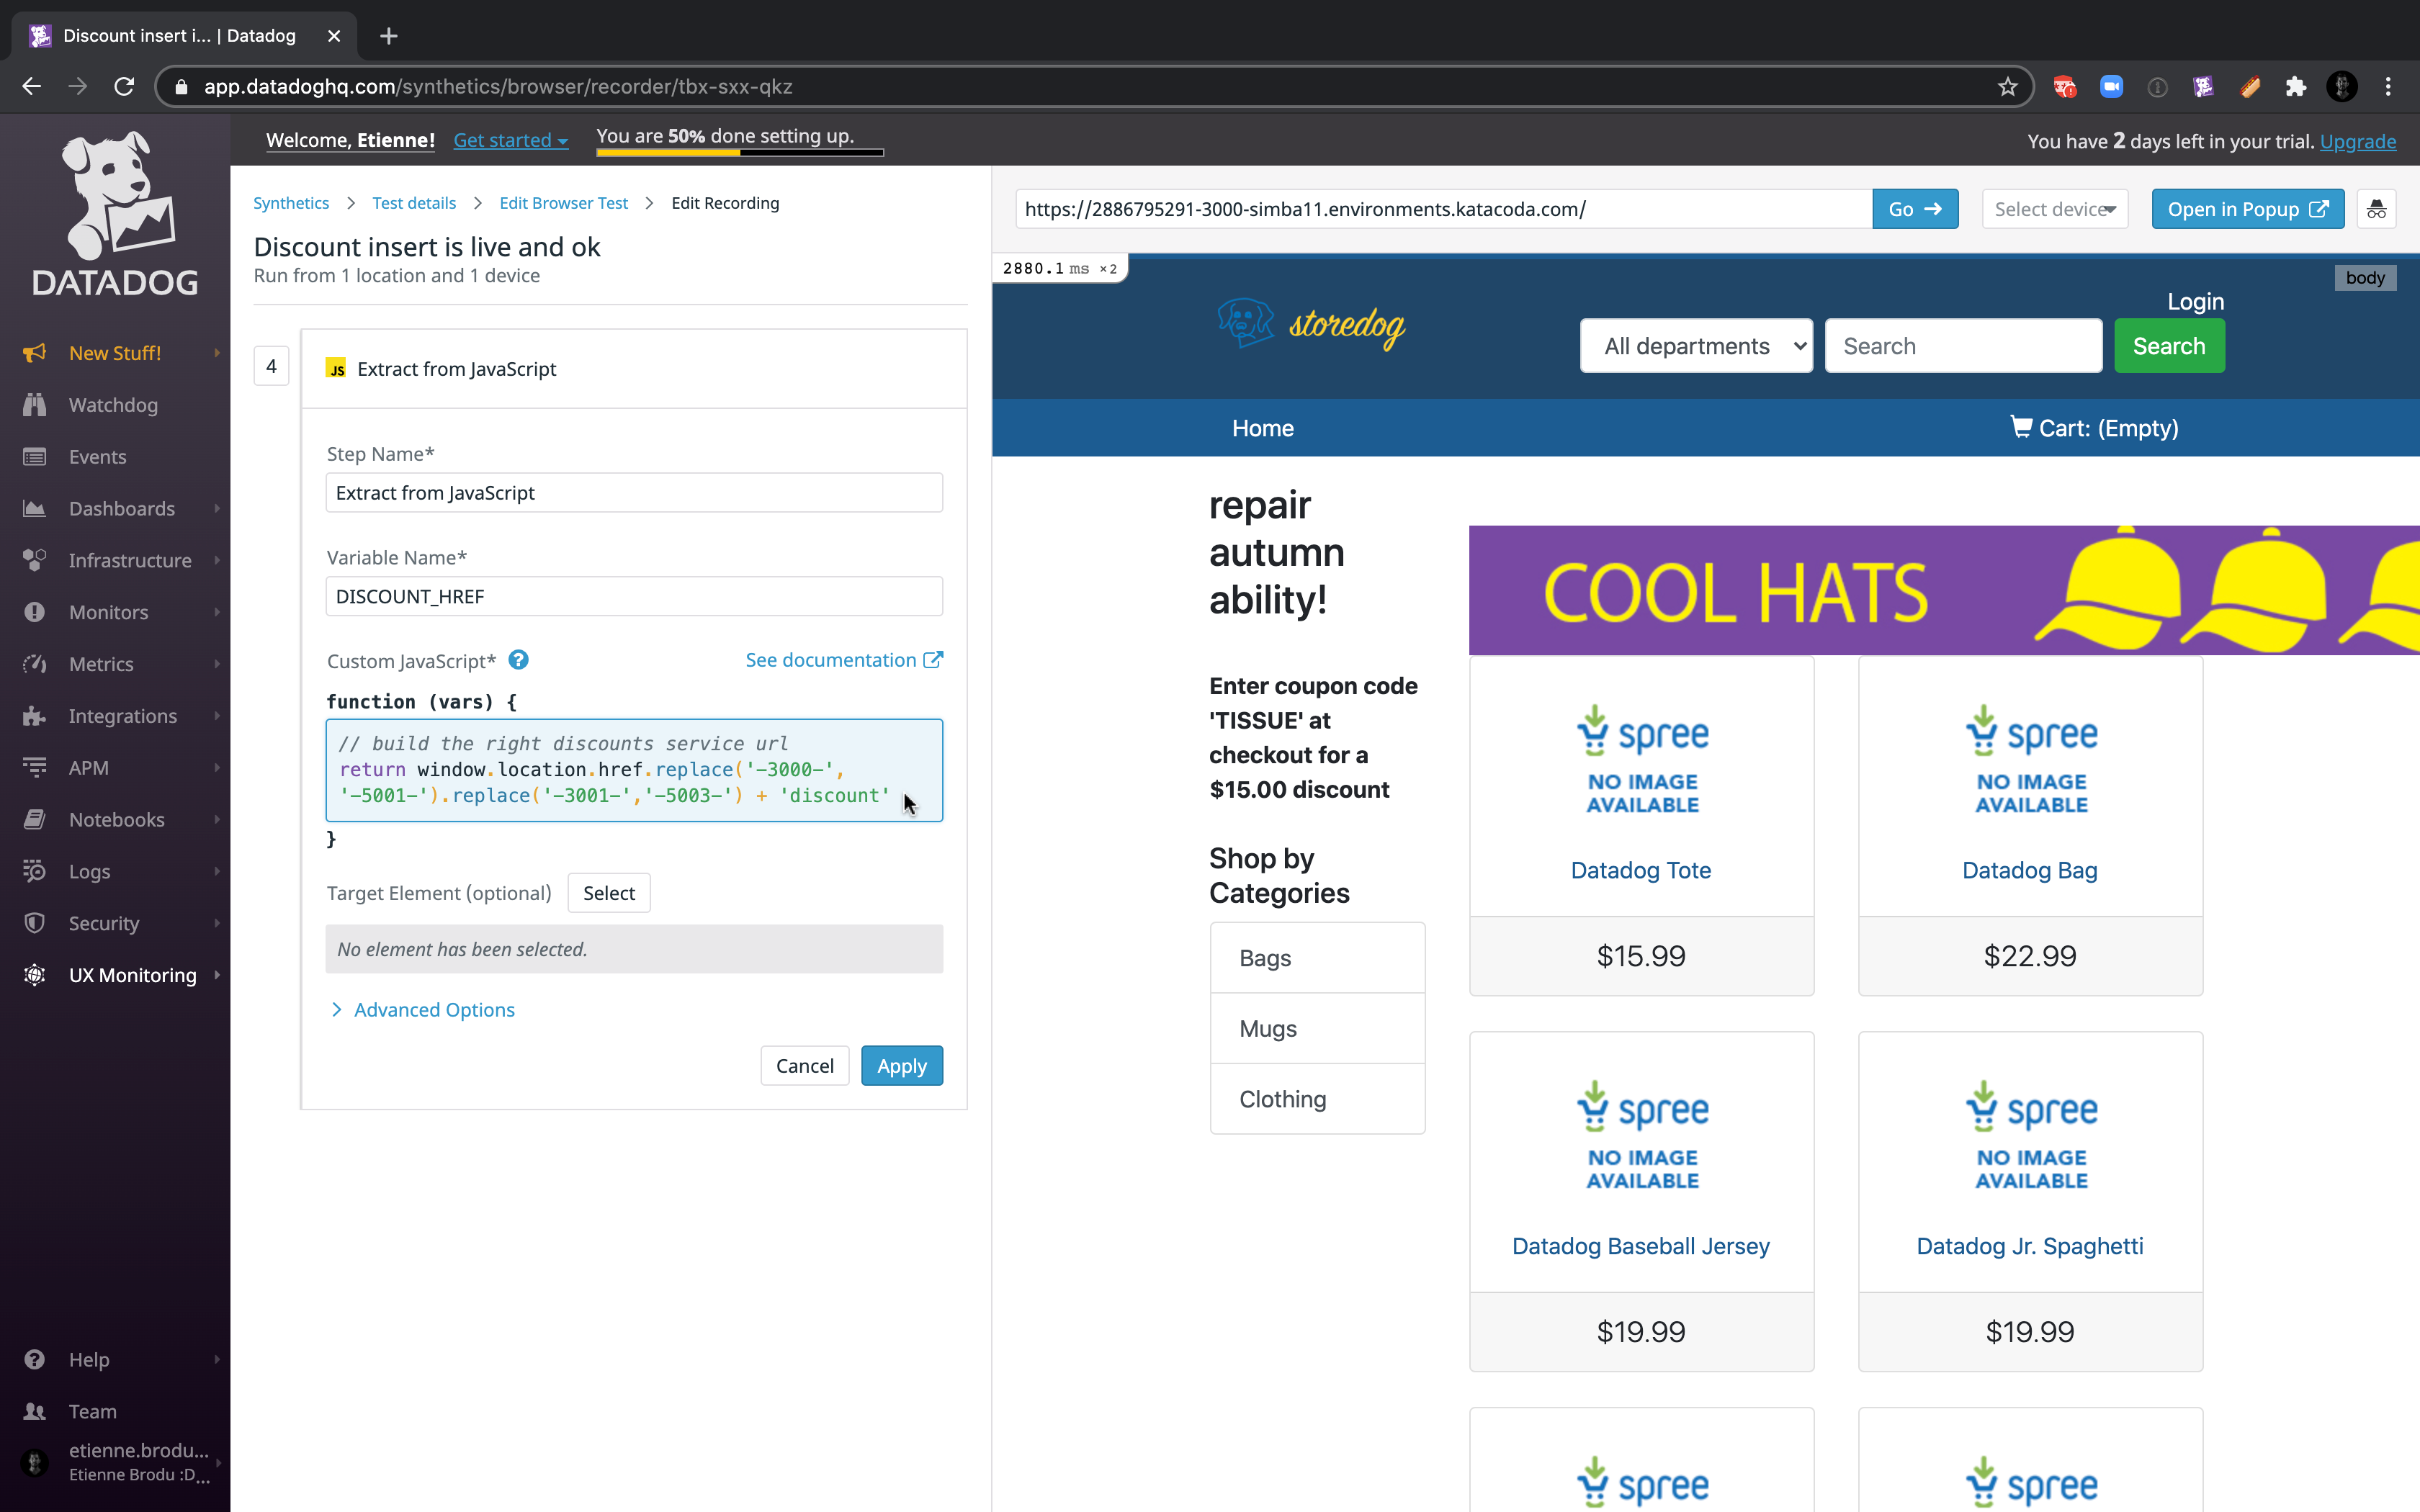 Discount insert i... | Datadog
app.datadoghq.com/synthetics/browser/recorder/tbx-sxx-qkz
DATADOG
New Stuff!
Watchdog
Events
Dashboards
Infrastructure
Monitors
Metrics
Integrations
APM
Notebooks
Logs
Security
UX Monitoring
Help
Team
etienne.brodu...
Etienne Brodu :D...
Welcome, Etienne!
Get started
You are 50% done setting up.
You have 2 days left in your trial. Upgrade
Synthetics > Test details > Edit Browser Test > Edit Recording
Discount insert is live and ok
Run from 1 location and 1 device
4
JS Extract from JavaScript
Step Name*
Extract from JavaScript
Variable Name*
DISCOUNT_HREF
Custom JavaScript* ?
See documentation
function (vars) {
// build the right discounts service url
return window.location.href.replace('-3000-',
'-5001-').replace('-3001-','-5003-') + 'discount'
}
Target Element (optional)
Select
No element has been selected.
> Advanced Options
Cancel
Apply
https://2886795291-3000-simba11.environments.katacoda.com/
Go →
Select device
Open in Popup
2880.1 ms ×2
body
storedog
Login
All departments
Search
Search
Home
Cart: (Empty)
repair
autumn
ability!
Enter coupon code
'TISSUE' at
checkout for a
$15.00 discount
Shop by
Categories
Bags
Mugs
Clothing
COOL HATS
spree
NO IMAGE
AVAILABLE
Datadog Tote
$15.99
spree
NO IMAGE
AVAILABLE
Datadog Bag
$22.99
spree
NO IMAGE
AVAILABLE
Datadog Baseball Jersey
$19.99
spree
NO IMAGE
AVAILABLE
Datadog Jr. Spaghetti
$19.99
spree
spree